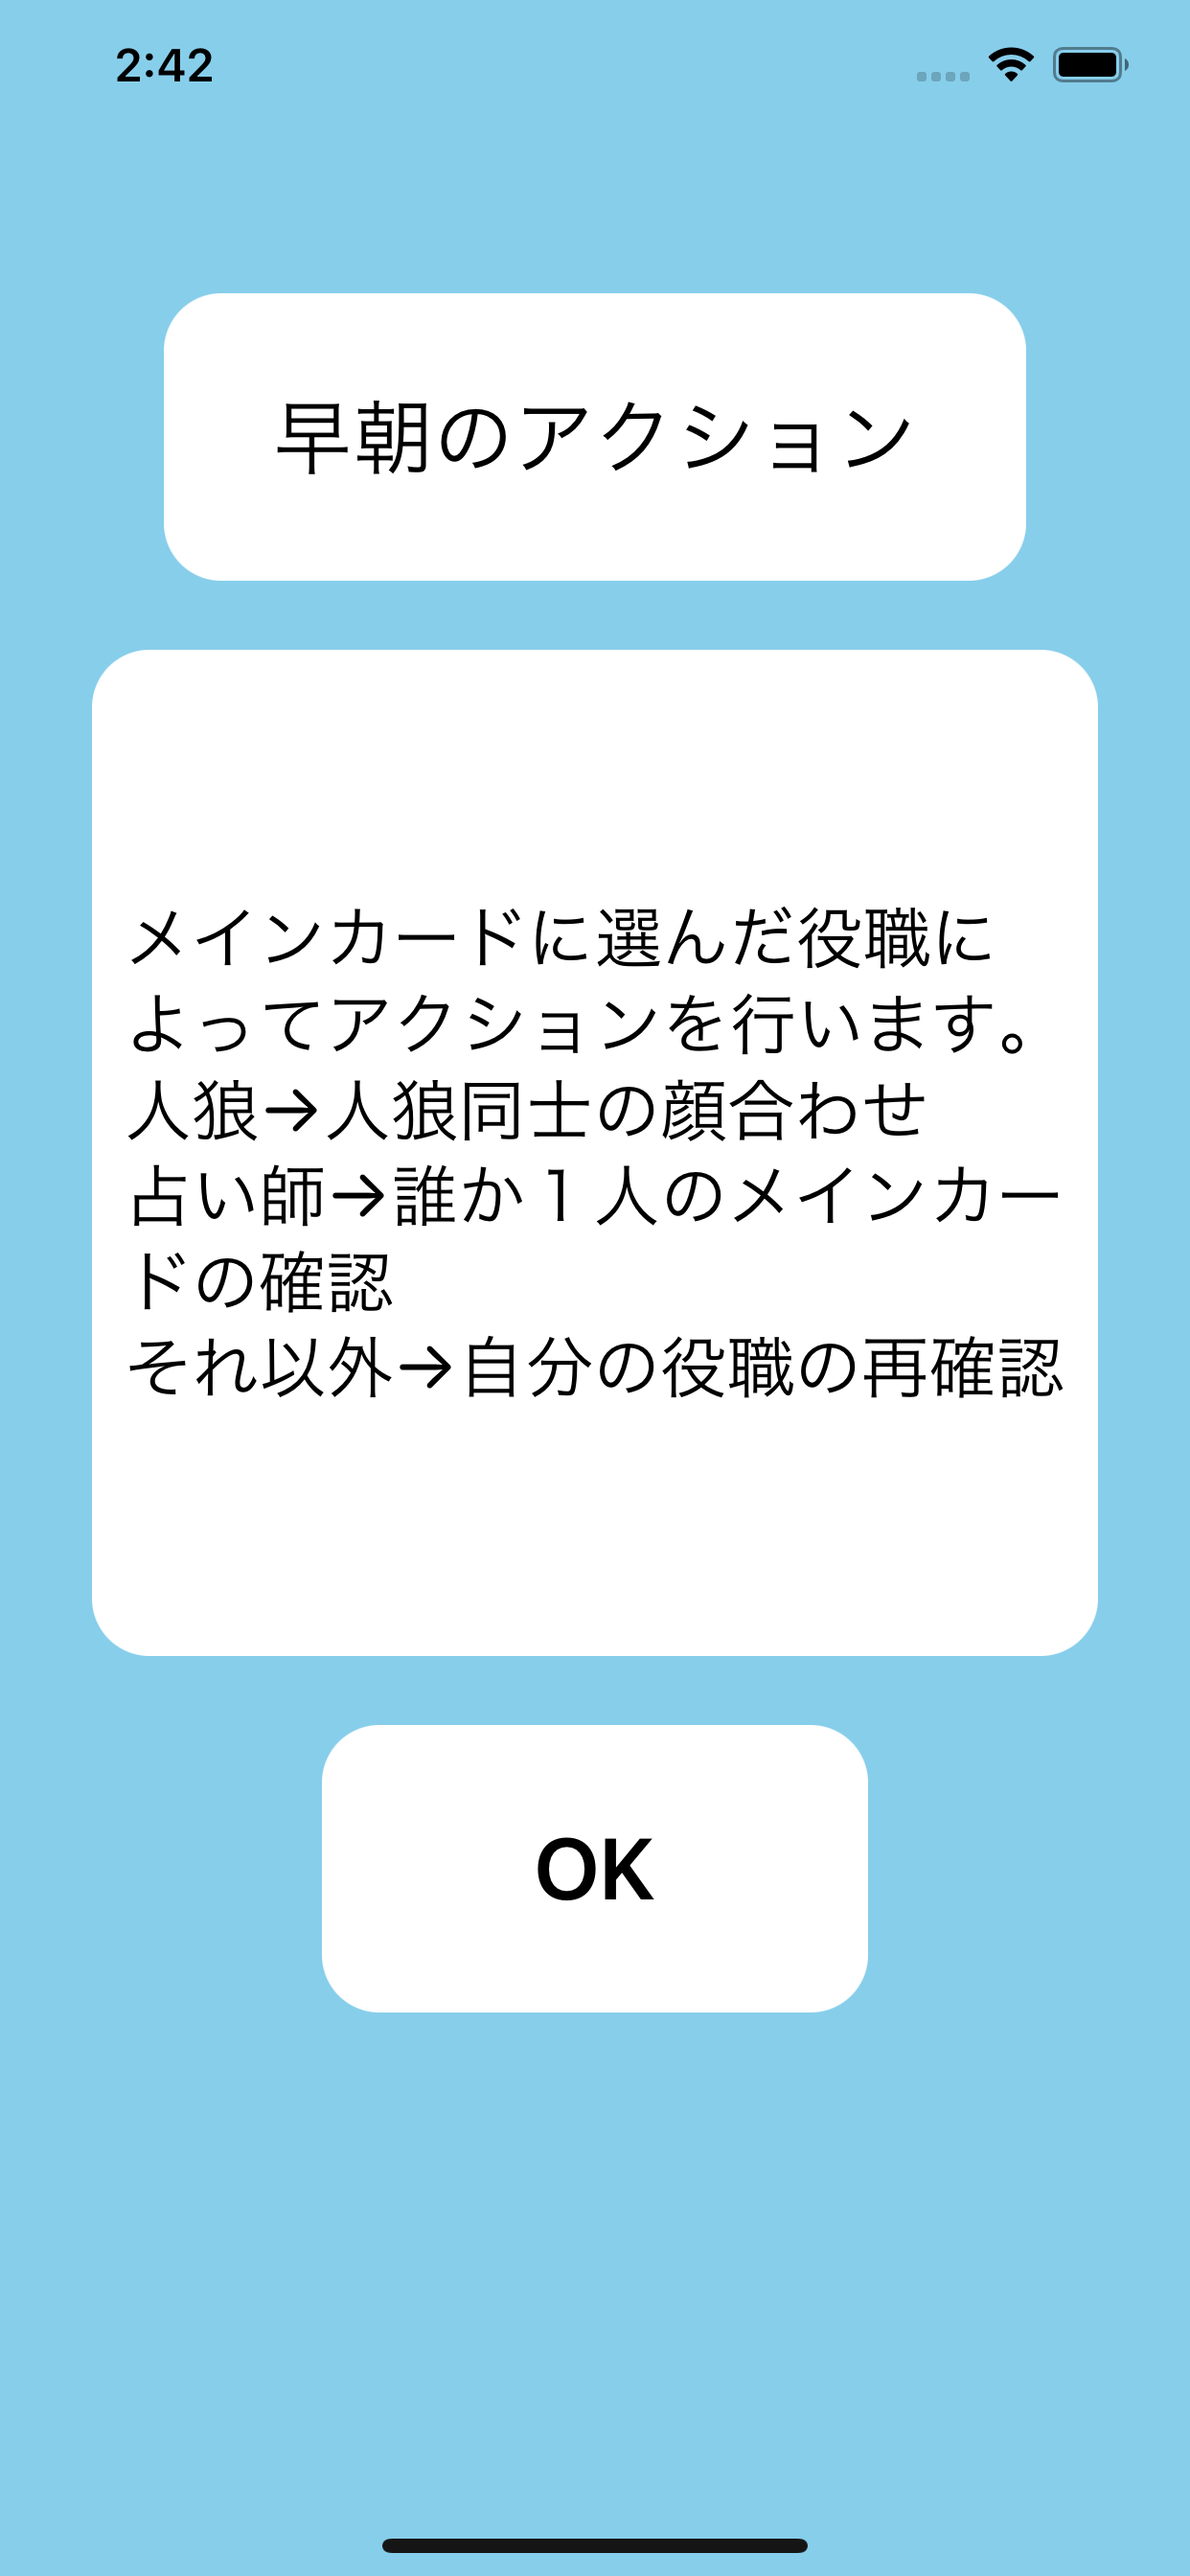 2:42
早朝のアクション
メインカードに選んだ役職に
よってアクションを行います。
人狼→人狼同士の顔合わせ
占い師→誰か１人のメインカー
ドの確認
それ以外→自分の役職の再確認
OK